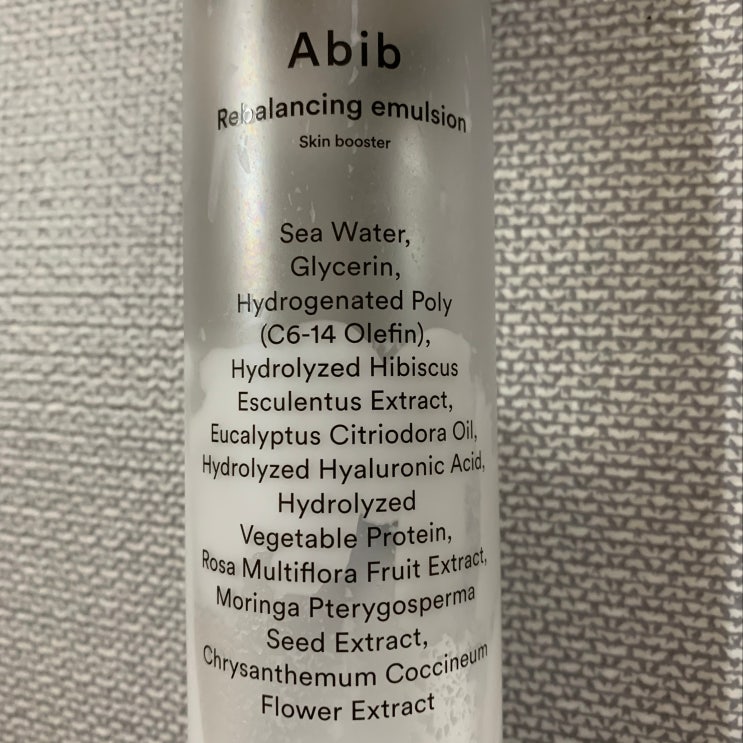 Abib
Rebalancing emulsion
Skin booster
Sea Water,
Glycerin,
Hydrogenated Poly
(C6-14 Olefin),
Hydrolyzed Hibiscus
Esculentus Extract,
Eucalyptus Citriodora Oil,
Hydrolyzed Hyaluronic Acid,
Hydrolyzed
Vegetable Protein,
Rosa Multiflora Fruit Extract,
Moringa Pterygosperma
Seed Extract,
Chrysanthemum Coccineum
Flower Extract